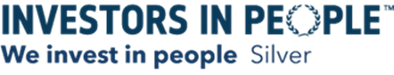 INVESTORS IN PEOPLE™
We invest in people Silver